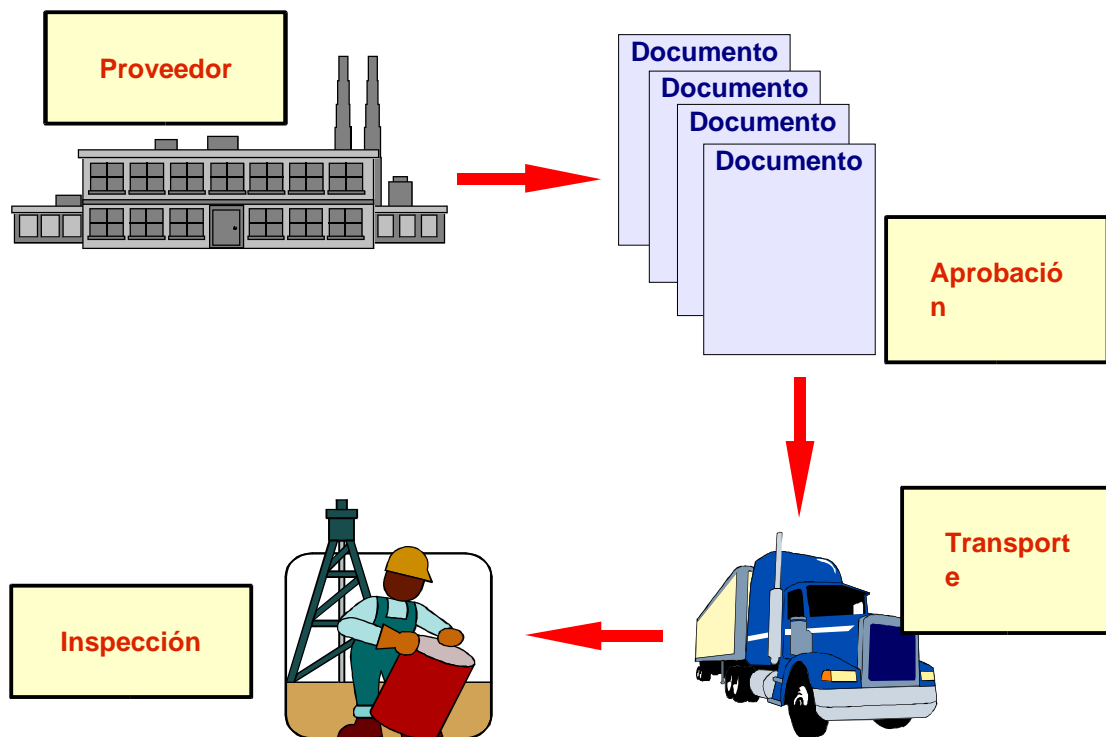 Proveedor
Documento
Documento
Documento
Documento
Aprobació
n
Transport
e
Inspección